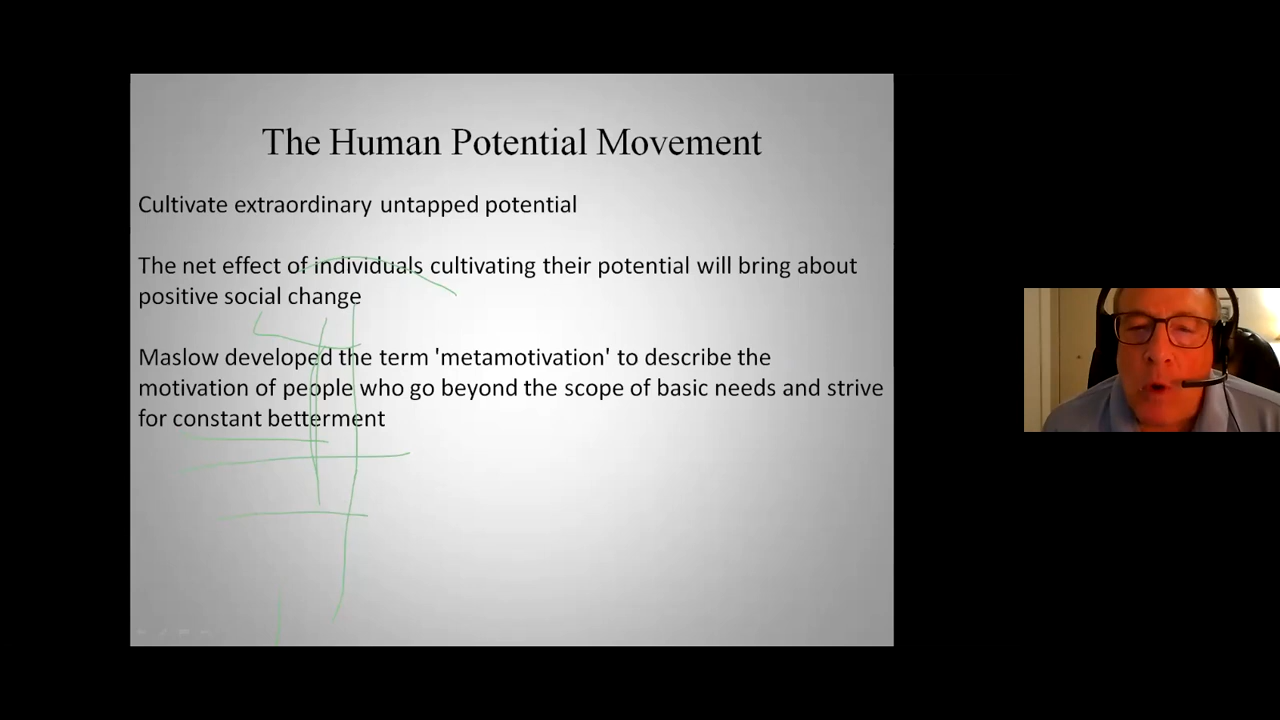 The Human Potential Movement
Cultivate extraordinary untapped potential
The net effect of individuals cultivating their potential will bring about
positive social change
Maslow developed the term 'metamotivation' to describe the
motivation of people who go beyond the scope of basic needs and strive
for constant betterment